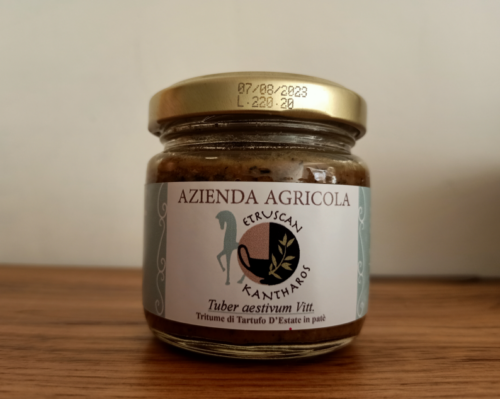 07/08/2023
L-220-20
AZIENDA AGRICOLA
ETRUSCAN
KANTHAROS
Tuber aestivum Vitt.
Tritume di Tartufo D'Estate in patè